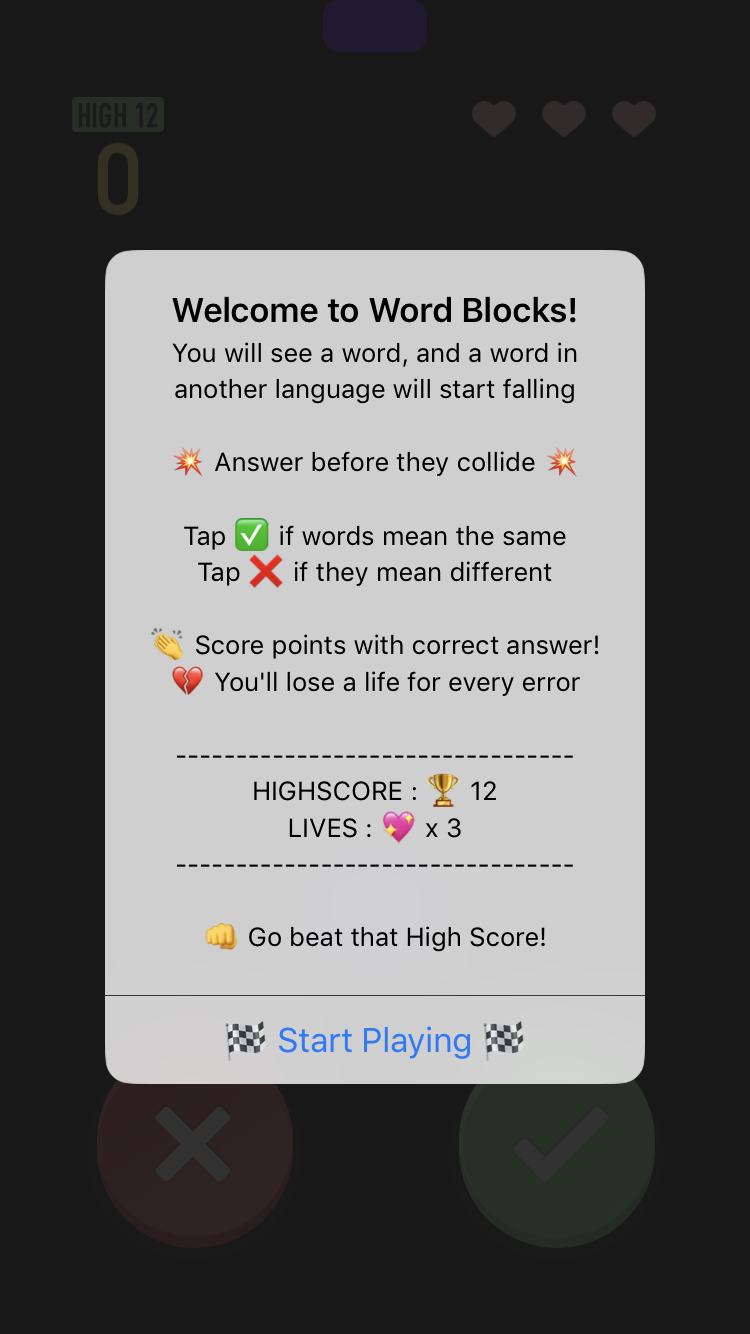 HIGH 12
0
Welcome to Word Blocks!
You will see a word, and a word in
another language will start falling
💥 Answer before they collide 💥
Tap ✅ if words mean the same
Tap ❌ if they mean different
👏 Score points with correct answer!
💔 You'll lose a life for every error
---------------------------------
HIGHSCORE : 🏆 12
LIVES : 💖 x 3
---------------------------------
👊 Go beat that High Score!
🏁 Start Playing 🏁